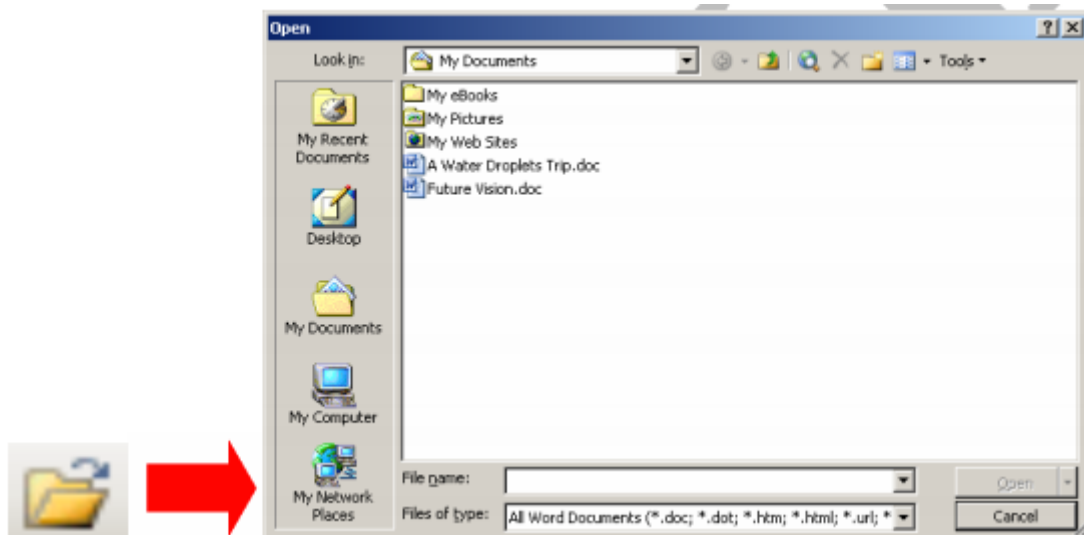 Open
Look in:
My Documents
Tools
My Recent
Documents
Desktop
My Documents
My Computer
My Network
Places
My eBooks
My Pictures
My Web Sites
A Water Droplets Trip.doc
Future Vision.doc
File name:
Open
Files of type:
All Word Documents (*.doc; *.dot; *.htm; *.html; *.url; *
Cancel